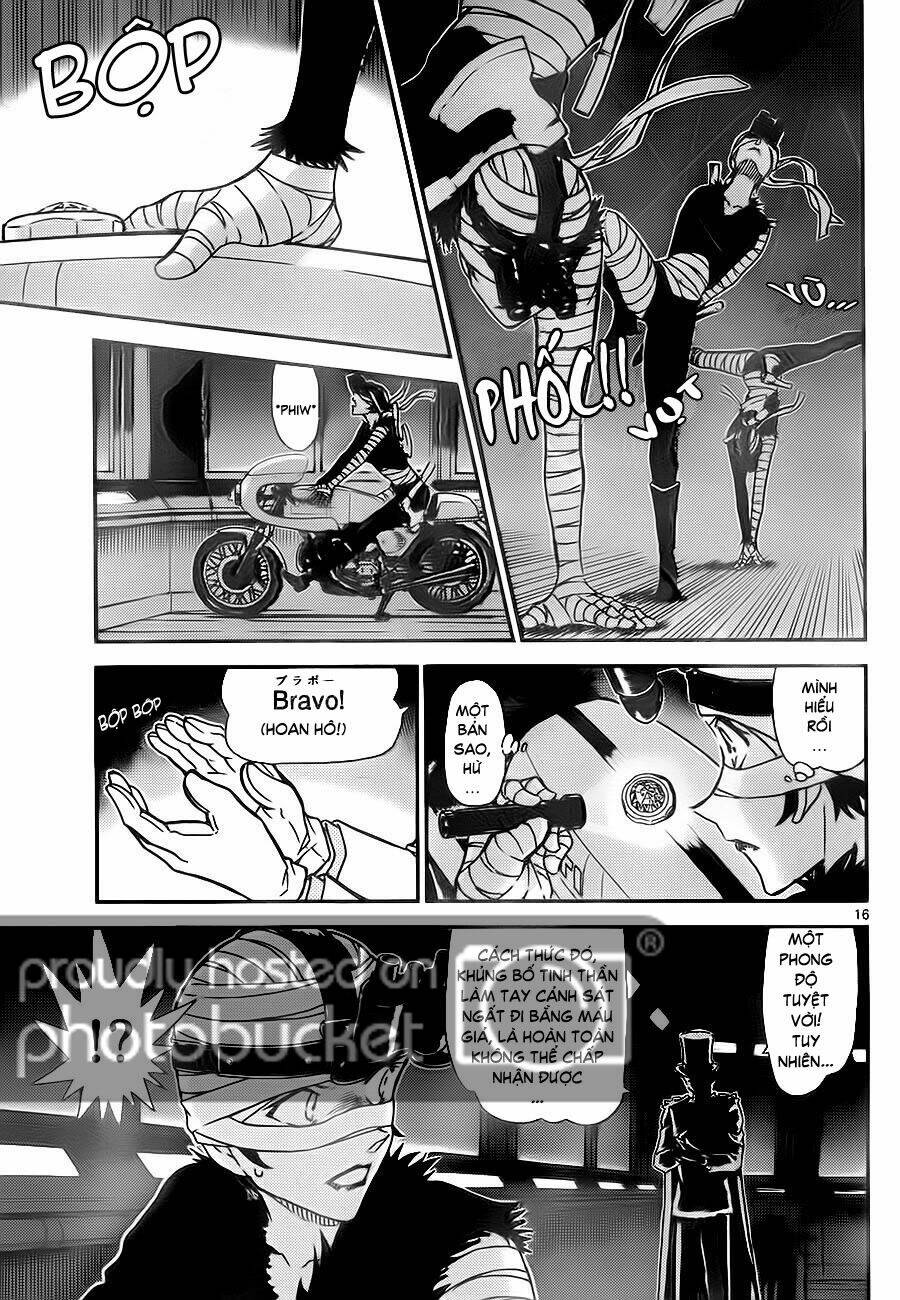 VÙ...
VỤT
PHỐC!!
BỘP
*PHIW*
MÌNH
HIỂU
RỒI
...
MỘT
BẢN
SAO,
HỪ
...
ブラボー
Bravo!
(HOAN HÔ!)
BỘP BỘP
16
MỘT
PHONG
ĐỘ
TUYỆT
VỜI!
TUY
NHIÊN...
CÁCH THỨC ĐÓ,
KHỦNG BỐ TINH THẦN
LÀM TAY CẢNH SÁT
NGẤT ĐI BẰNG MÁU
GIẢ, LÀ HOÀN TOÀN
KHÔNG THỂ CHẤP
NHẬN ĐƯỢC
...
!?
proudly hosted on
photobucket
®